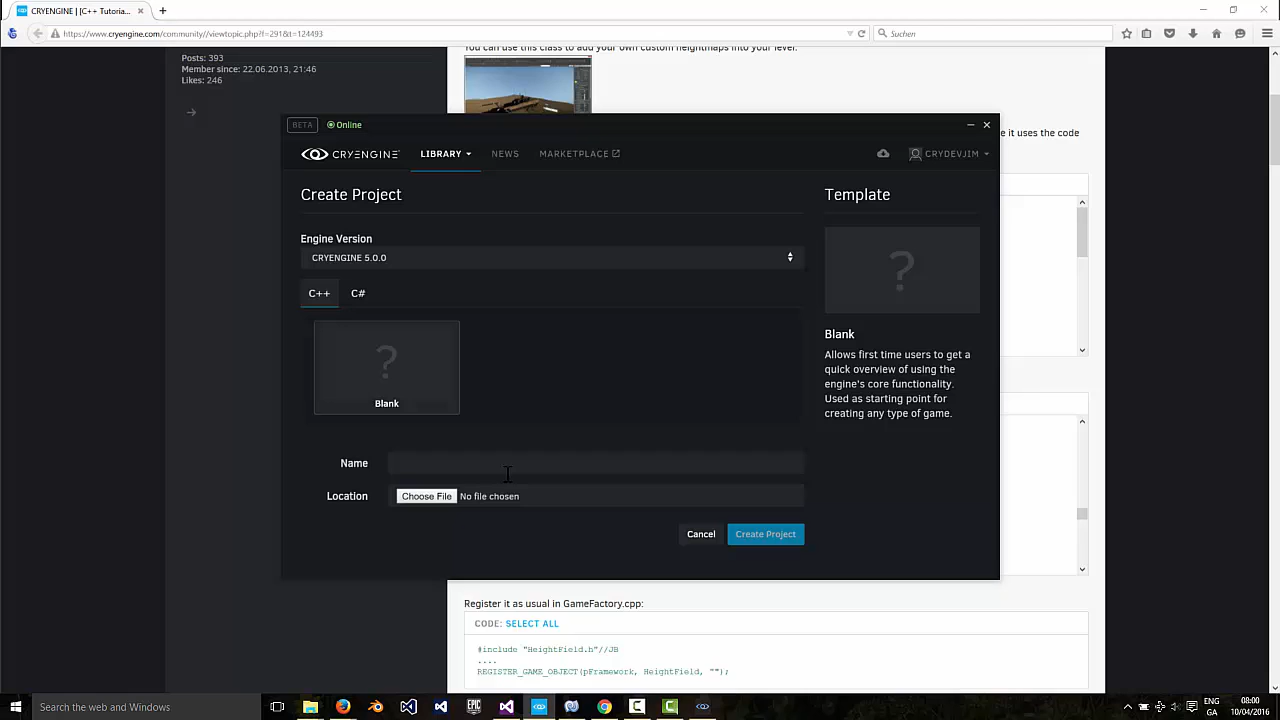 CRYENGINE | [C++ Tutoria...
https://www.cryengine.com/community//viewtopic.php?f=291&t=124493
Suchen
Posts: 393
Member since: 22.06.2013, 21:46
Likes: 246
You can use this class to add your own custom heightmaps into your level.
e it uses the code
BETA
Online
CRYENGINE
LIBRARY
NEWS
MARKETPLACE
CRYDEVJIM
Create Project
Engine Version
CRYENGINE 5.0.0
C++
C#
?
Blank
Name
Location
Choose File No file chosen
Cancel
Create Project
Template
?
Blank
Allows first time users to get a
quick overview of using the
engine's core functionality.
Used as starting point for
creating any type of game.
Register it as usual in GameFactory.cpp:
CODE: SELECT ALL
#include "HeightField.h"//JB
....
REGISTER_GAME_OBJECT(pFramework, HeightField, "");
Search the web and Windows
EPIC
ENG
GA
08:00
10/04/2016